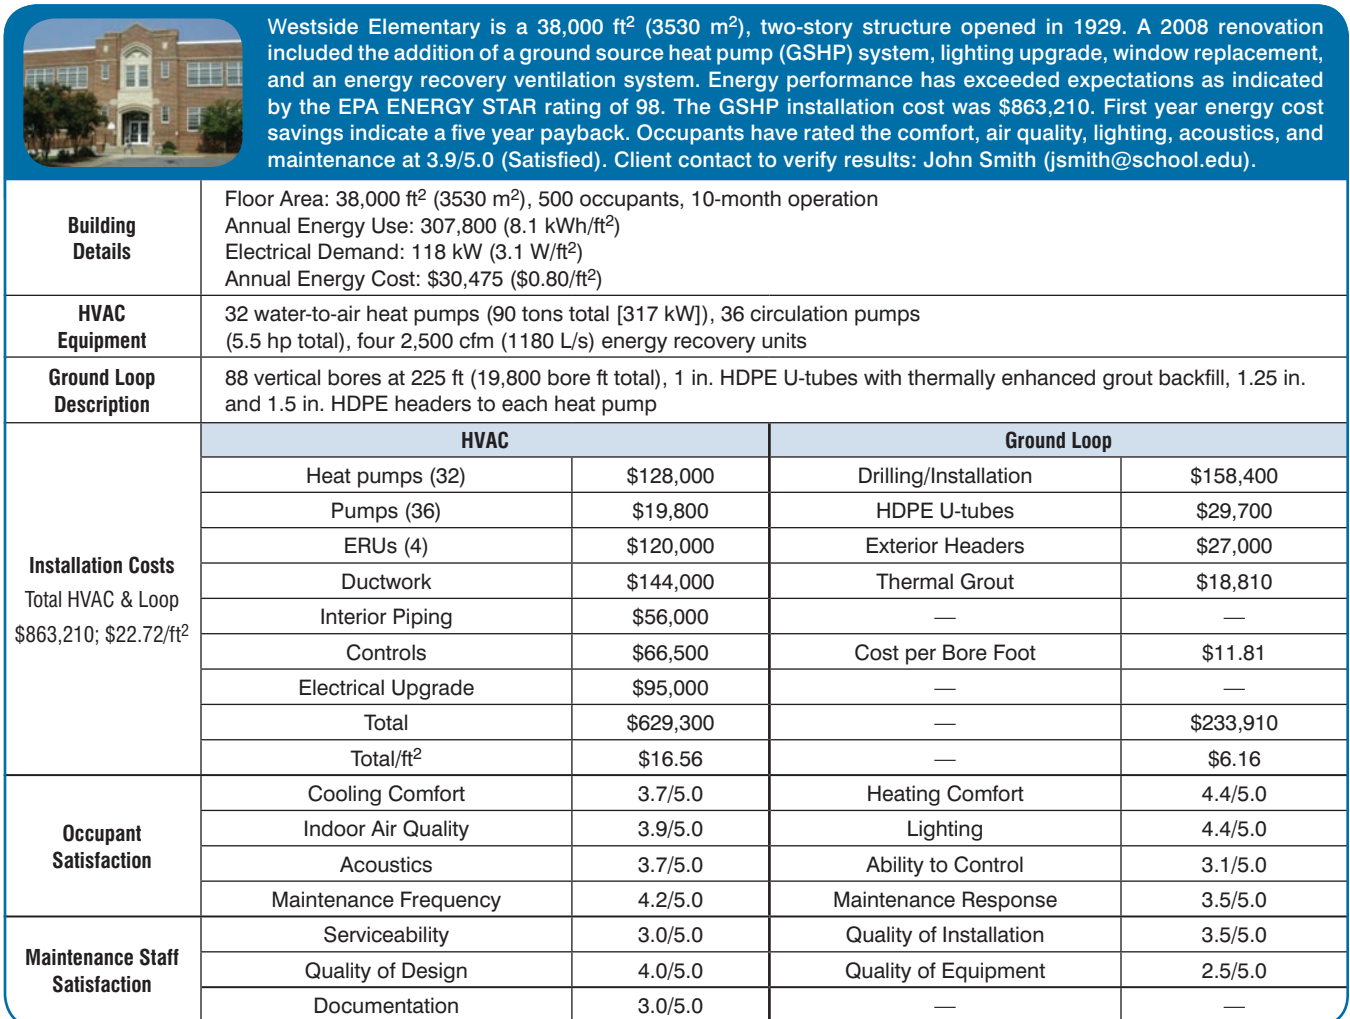 Westside Elementary is a 38,000 ft² (3530 m²), two-story structure opened in 1929. A 2008 renovation
included the addition of a ground source heat pump (GSHP) system, lighting upgrade, window replacement,
and an energy recovery ventilation system. Energy performance has exceeded expectations as indicated
by the EPA ENERGY STAR rating of 98. The GSHP installation cost was $863,210. First year energy cost
savings indicate a five year payback. Occupants have rated the comfort, air quality, lighting, acoustics, and
maintenance at 3.9/5.0 (Satisfied). Client contact to verify results: John Smith (jsmith@school.edu).
Building
Details
Floor Area: 38,000 ft² (3530 m²), 500 occupants, 10-month operation
Annual Energy Use: 307,800 (8.1 kWh/ft²)
Electrical Demand: 118 kW (3.1 W/ft²)
Annual Energy Cost: $30,475 ($0.80/ft²)
HVAC
Equipment
32 water-to-air heat pumps (90 tons total [317 kW]), 36 circulation pumps
(5.5 hp total), four 2,500 cfm (1180 L/s) energy recovery units
Ground Loop
Description
88 vertical bores at 225 ft (19,800 bore ft total), 1 in. HDPE U-tubes with thermally enhanced grout backfill, 1.25 in.
and 1.5 in. HDPE headers to each heat pump
Installation Costs
Total HVAC & Loop
$863,210; $22.72/ft²
HVAC Ground Loop
Heat pumps (32) $128,000 Drilling/Installation $158,400
Pumps (36) $19,800 HDPE U-tubes $29,700
ERUs (4) $120,000 Exterior Headers $27,000
Ductwork $144,000 Thermal Grout $18,810
Interior Piping $56,000 — —
Controls $66,500 Cost per Bore Foot $11.81
Electrical Upgrade $95,000 — —
Total $629,300 — $233,910
Total/ft² $16.56 — $6.16
Occupant
Satisfaction
Cooling Comfort 3.7/5.0 Heating Comfort 4.4/5.0
Indoor Air Quality 3.9/5.0 Lighting 4.4/5.0
Acoustics 3.7/5.0 Ability to Control 3.1/5.0
Maintenance Frequency 4.2/5.0 Maintenance Response 3.5/5.0
Maintenance Staff
Satisfaction
Serviceability 3.0/5.0 Quality of Installation 3.5/5.0
Quality of Design 4.0/5.0 Quality of Equipment 2.5/5.0
Documentation 3.0/5.0 — —